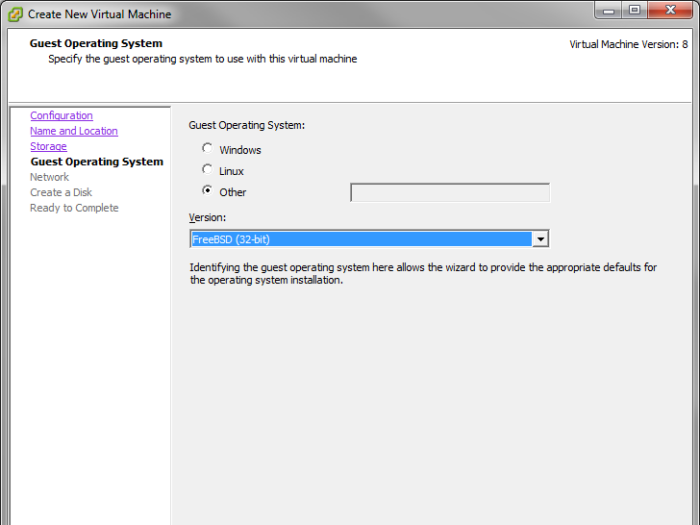 Create New Virtual Machine
Guest Operating System
Specify the guest operating system to use with this virtual machine
Virtual Machine Version: 8
Configuration
Name and Location
Storage
Guest Operating System
Network
Create a Disk
Ready to Complete
Guest Operating System:
Windows
Linux
Other
Version:
FreeBSD (32-bit)
Identifying the guest operating system here allows the wizard to provide the appropriate defaults for
the operating system installation.